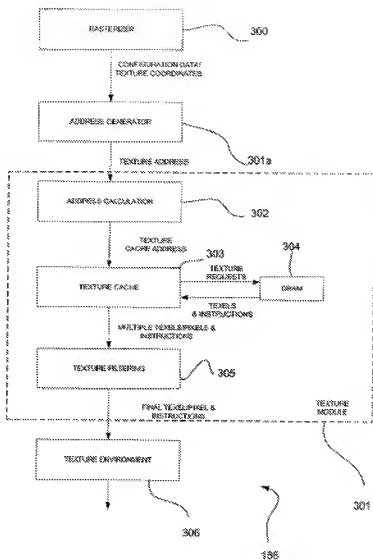 RASTERIZER
300
CONFIGURATION DATA/
TEXTURE COORDINATES
ADDRESS GENERATOR
301a
TEXTURE ADDRESS
ADDRESS CALCULATION
302
TEXTURE
CACHE ADDRESS
303
TEXTURE CACHE
TEXTURE
REQUESTS
304
DRAM
TEXELS
& INSTRUCTIONS
MULTIPLE TEXELS/PIXELS &
INSTRUCTIONS
TEXTURE FILTERING
305
FINAL TEXEL/PIXEL &
INSTRUCTIONS
TEXTURE
MODULE
301
TEXTURE ENVIRONMENT
306